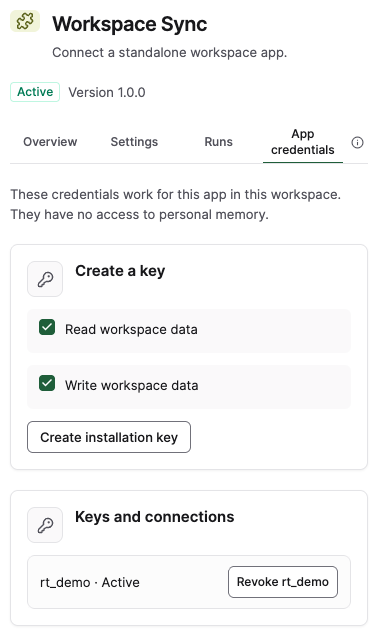 Workspace Sync
Connect a standalone workspace app.
Active Version 1.0.0
Overview Settings Runs App credentials
These credentials work for this app in this workspace.
They have no access to personal memory.
Create a key
Read workspace data
Write workspace data
Create installation key
Keys and connections
rt_demo · Active Revoke rt_demo